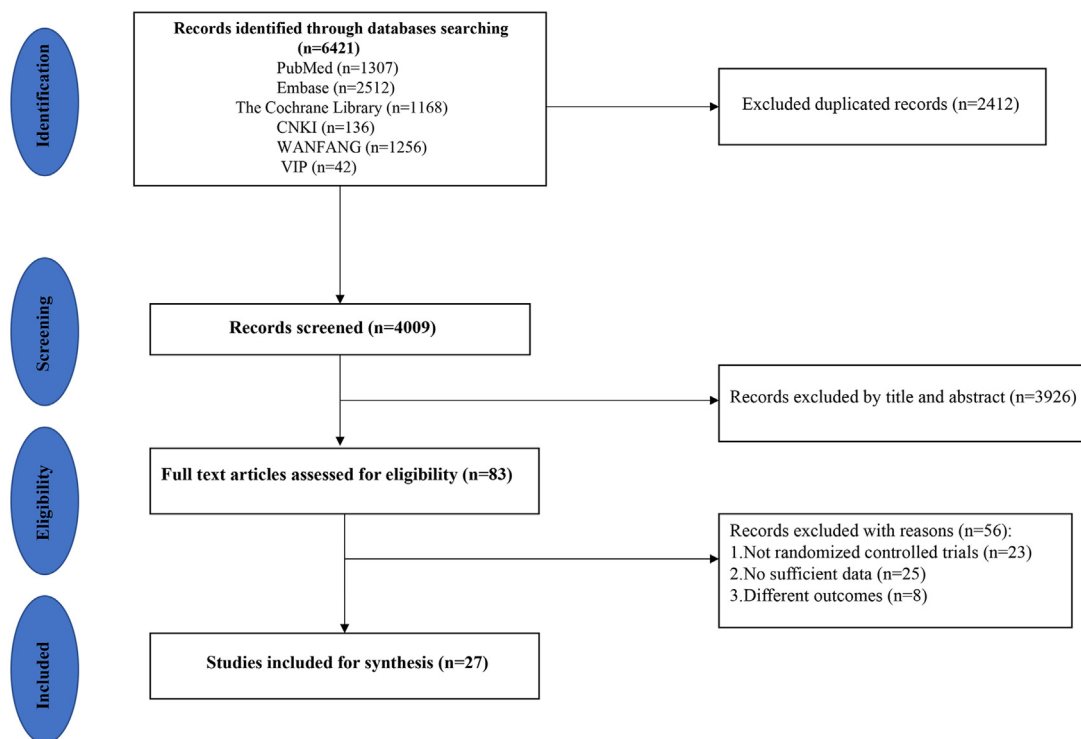 Identification
Records identified through databases searching
(n=6421)
PubMed (n=1307)
Embase (n=2512)
The Cochrane Library (n=1168)
CNKI (n=136)
WANFANG (n=1256)
VIP (n=42)
Excluded duplicated records (n=2412)
Screening
Records screened (n=4009)
Records excluded by title and abstract (n=3926)
Eligibility
Full text articles assessed for eligibility (n=83)
Records excluded with reasons (n=56):
1.Not randomized controlled trials (n=23)
2.No sufficient data (n=25)
3.Different outcomes (n=8)
Included
Studies included for synthesis (n=27)